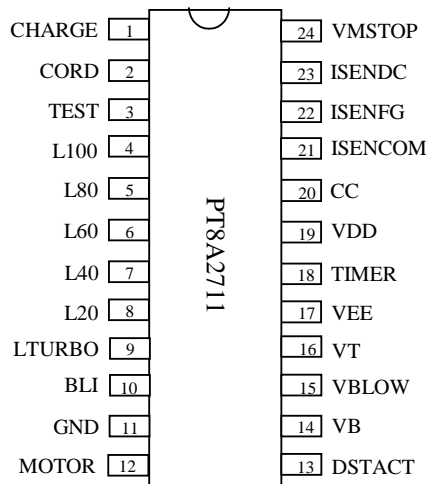 CHARGE 1 24 VMSTOP
CORD 2 23 ISENDC
TEST 3 22 ISENFG
L100 4 21 ISENCOM
L80 5 20 CC
L60 6 19 VDD
L40 7 18 TIMER
L20 8 17 VEE
LTURBO 9 16 VT
BLI 10 15 VBLOW
GND 11 14 VB
MOTOR 12 13 DSTACT
PT8A2711